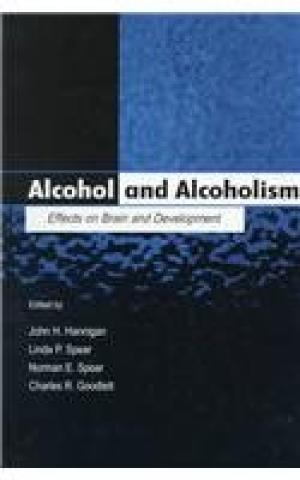 Alcohol and Alcoholism
Effects on Brain and Development
Edited by
John H. Hannigan
Linda P. Spear
Norman E. Spear
Charles R. Goodlett